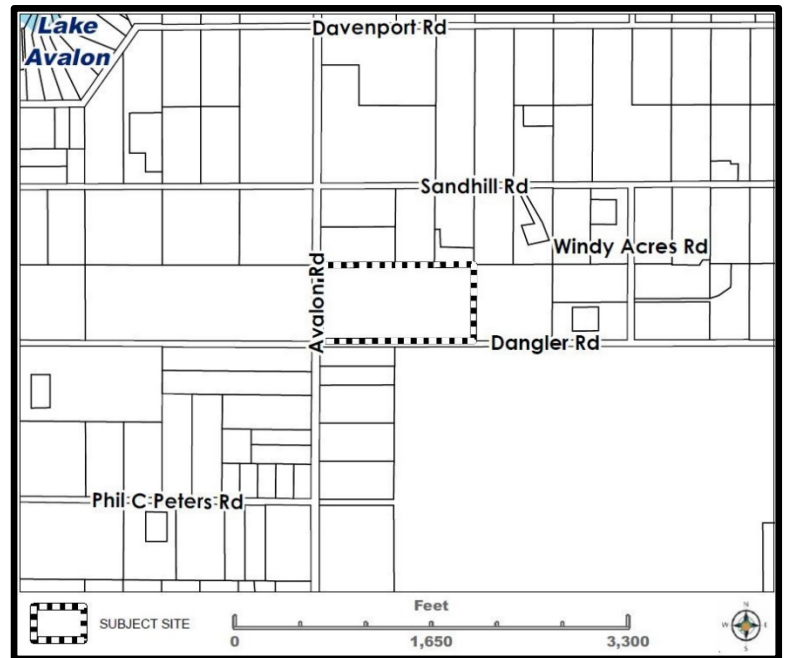 Lake
Avalon
Davenport Rd
Sandhill Rd
Windy Acres Rd
Avalon Rd
Dangler Rd
Phil C Peters Rd
SUBJECT SITE
Feet
0 1,650 3,300
N
W E
S